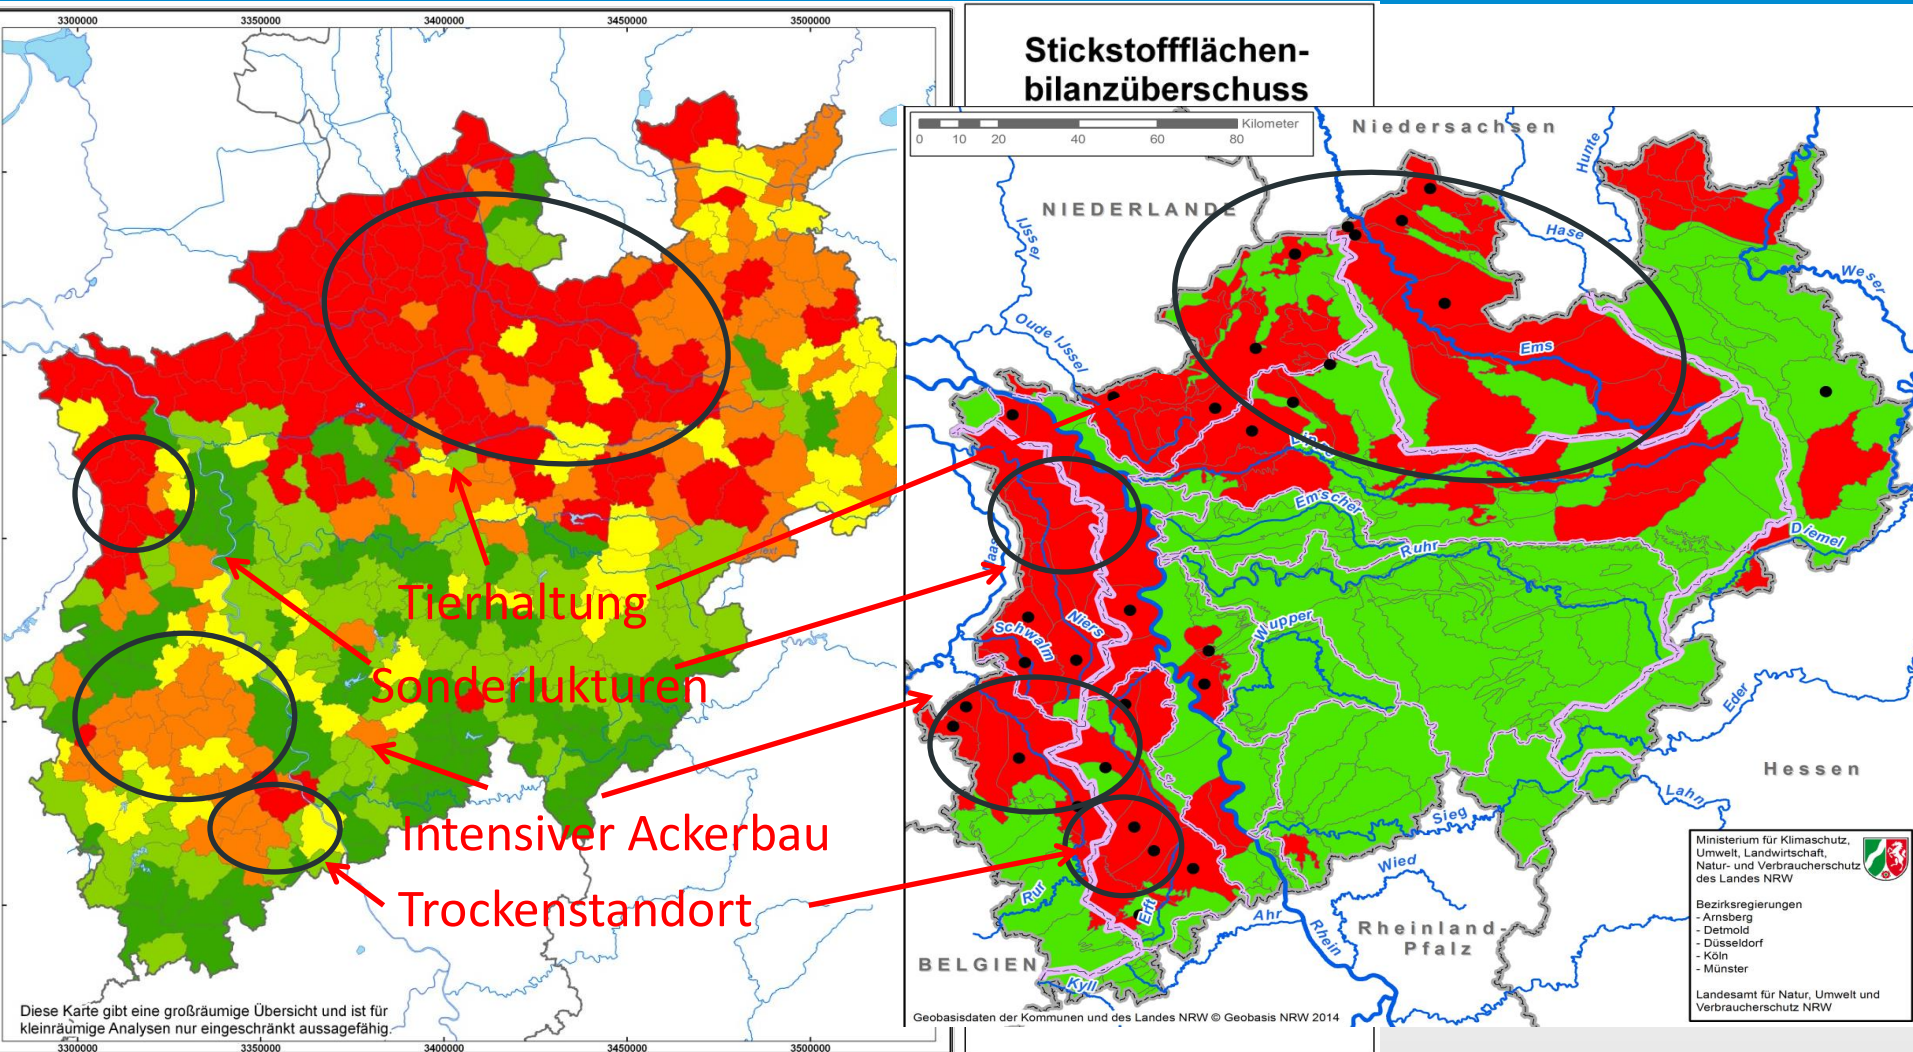 3300000 3350000 3400000 3450000 3500000
Stickstoffflächen-
bilanzüberschuss
0 10 20 40 60 80 Kilometer
Niedersachsen
Hunte
NIEDERLANDE
IJssel
Hase
Weser
Oude IJssel
Ems
Emscher
Ruhr
Diemel
Text
Tierhaltung
Niers
Schwalm
Wupper
Sonderlukturen
Eder
Hessen
Lahn
Sieg
Intensiver Ackerbau
Wied
Trockenstandort
Rur
Erft
Ahr
Rhein
Rheinland-
Pfalz
BELGIEN
Kyll
Ministerium für Klimaschutz,
Umwelt, Landwirtschaft,
Natur- und Verbraucherschutz
des Landes NRW
Bezirksregierungen
- Arnsberg
- Detmold
- Düsseldorf
- Köln
- Münster
Landesamt für Natur, Umwelt und
Verbraucherschutz NRW
Diese Karte gibt eine großräumige Übersicht und ist für
kleinräumige Analysen nur eingeschränkt aussagefähig.
Geobasisdaten der Kommunen und des Landes NRW © Geobasis NRW 2014
3300000 3350000 3400000 3450000 3500000